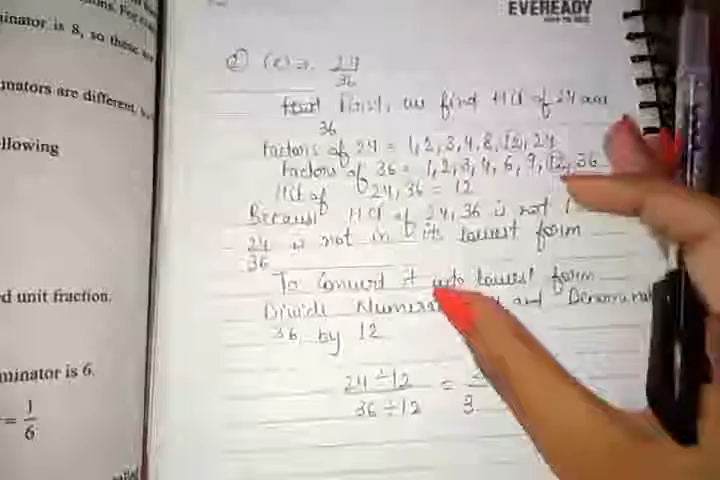 EVEREADY
inator is 8, so these are
nators are different,
llowing
d unit fraction.
minator is 6.
= 1/6
② (c) ⇒ 24/36
First, we find HCF of 24 and
36
Factors of 24 = 1, 2, 3, 4, 8, 12, 24
Factors of 36 = 1, 2, 3, 4, 6, 9, 12, 36
HCF of 24, 36 = 12
Because HCF of 24, 36 is not 1
24/36 is not in its lowest form
To convert it into lowest form
Divide Numera and Denomina
36 by 12
24 ÷ 12 / 36 ÷ 12 = / 3